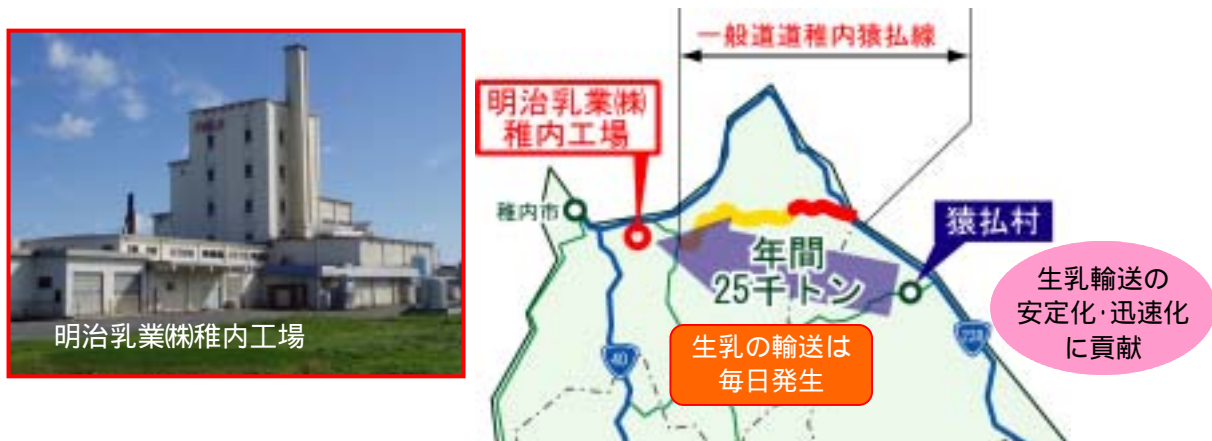 明治乳業㈱稚内工場
一般道道稚内猿払線
明治乳業㈱
稚内工場
稚内市
猿払村
年間
25千トン
生乳輸送の
安定化・迅速化
に貢献
生乳の輸送は
毎日発生
40
238